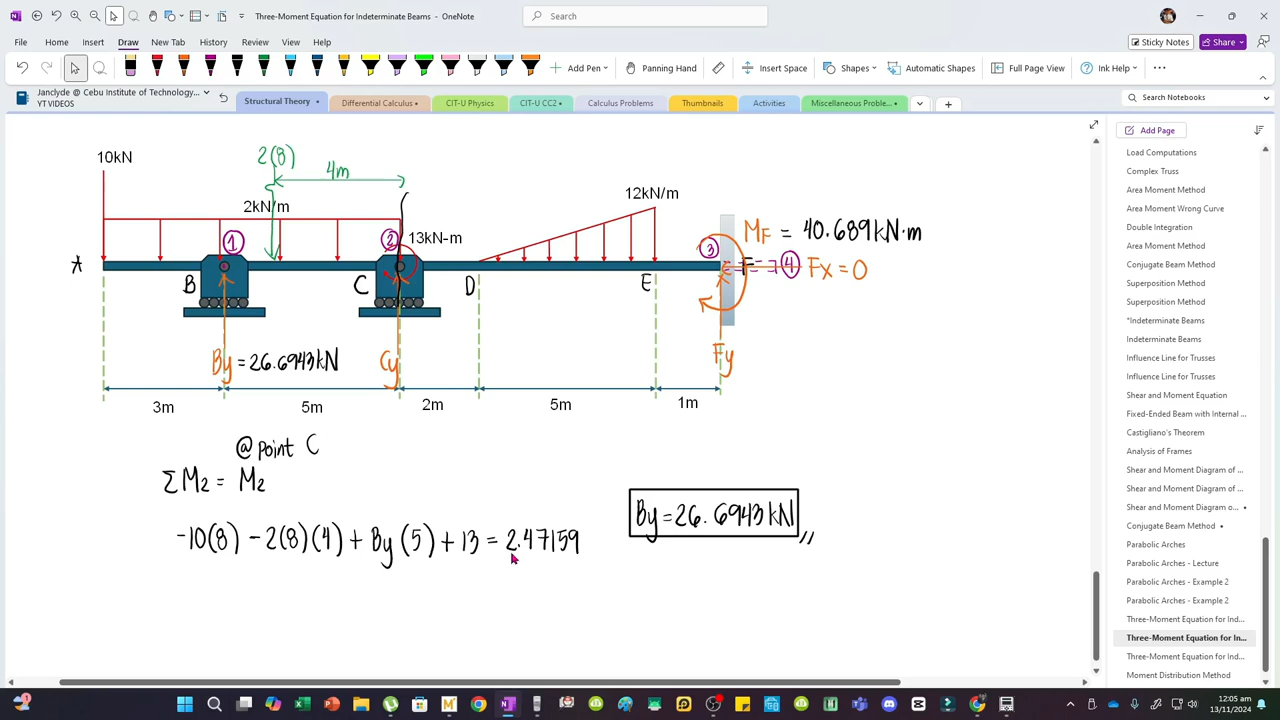 Three-Moment Equation for Indeterminate Beams - OneNote
Search
File Home Insert Draw New Tab History Review View Help
Sticky Notes
Share
Add Pen
Panning Hand
Insert Space
Shapes
Automatic Shapes
Full Page View
Ink Help
Janclyde @ Cebu Institute of Technology...
YT VIDEOS
Structural Theory
Differential Calculus
CIT-U Physics
CIT-U CC2
Calculus Problems
Thumbnails
Activities
Miscellaneous Proble...
Search Notebooks
Add Page
Load Computations
Complex Truss
Area Moment Method
Area Moment Wrong Curve
Double Integration
Area Moment Method
Conjugate Beam Method
Superposition Method
Superposition Method
*Indeterminate Beams
Indeterminate Beams
Influence Line for Trusses
Influence Line for Trusses
Shear and Moment Equation
Fixed-Ended Beam with Internal ...
Castigliano's Theorem
Analysis of Frames
Shear and Moment Diagram of ...
Shear and Moment Diagram of ...
Shear and Moment Diagram of o...
Conjugate Beam Method
Parabolic Arches
Parabolic Arches - Lecture
Parabolic Arches - Example 2
Parabolic Arches - Example 2
Three-Moment Equation for Ind...
Three-Moment Equation for In...
Three-Moment Equation for Ind...
Moment Distribution Method
10kN
2(8)
4m
2kN/m
12kN/m
1
2
13kN-m
3
MF = 40.689kN·m
A
B
C
D
E
F
4
Fx = 0
By = 26.6943kN
Cy
Fy
3m
5m
2m
5m
1m
@ point C
ΣM2 = M2
-10(8) - 2(8)(4) + By(5) + 13 = 2.47159
By = 26.6943kN
12:05 am
13/11/2024